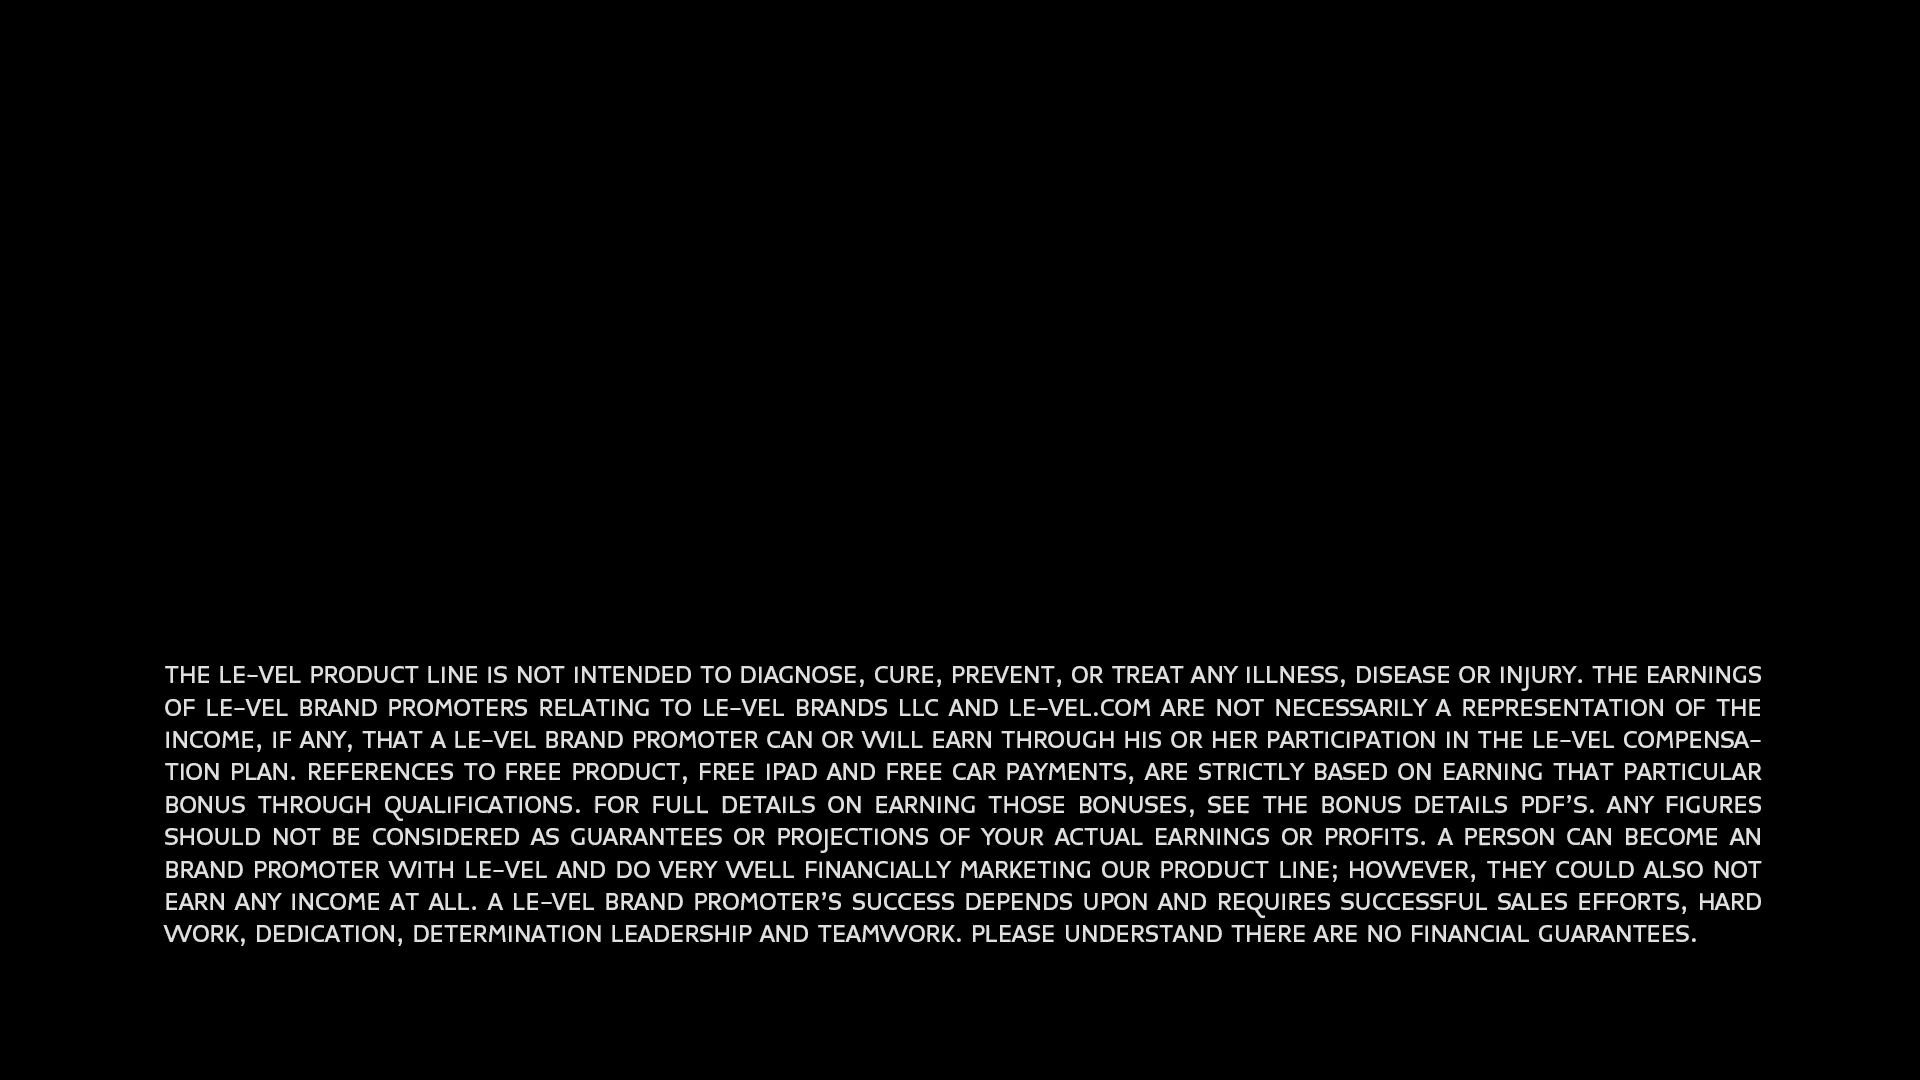 THE LE-VEL PRODUCT LINE IS NOT INTENDED TO DIAGNOSE, CURE, PREVENT, OR TREAT ANY ILLNESS, DISEASE OR INJURY. THE EARNINGS
OF LE-VEL BRAND PROMOTERS RELATING TO LE-VEL BRANDS LLC AND LE-VEL.COM ARE NOT NECESSARILY A REPRESENTATION OF THE
INCOME, IF ANY, THAT A LE-VEL BRAND PROMOTER CAN OR WILL EARN THROUGH HIS OR HER PARTICIPATION IN THE LE-VEL COMPENSA-
TION PLAN. REFERENCES TO FREE PRODUCT, FREE IPAD AND FREE CAR PAYMENTS, ARE STRICTLY BASED ON EARNING THAT PARTICULAR
BONUS THROUGH QUALIFICATIONS. FOR FULL DETAILS ON EARNING THOSE BONUSES, SEE THE BONUS DETAILS PDF'S. ANY FIGURES
SHOULD NOT BE CONSIDERED AS GUARANTEES OR PROJECTIONS OF YOUR ACTUAL EARNINGS OR PROFITS. A PERSON CAN BECOME AN
BRAND PROMOTER WITH LE-VEL AND DO VERY WELL FINANCIALLY MARKETING OUR PRODUCT LINE; HOWEVER, THEY COULD ALSO NOT
EARN ANY INCOME AT ALL. A LE-VEL BRAND PROMOTER'S SUCCESS DEPENDS UPON AND REQUIRES SUCCESSFUL SALES EFFORTS, HARD
WORK, DEDICATION, DETERMINATION LEADERSHIP AND TEAMWORK. PLEASE UNDERSTAND THERE ARE NO FINANCIAL GUARANTEES.